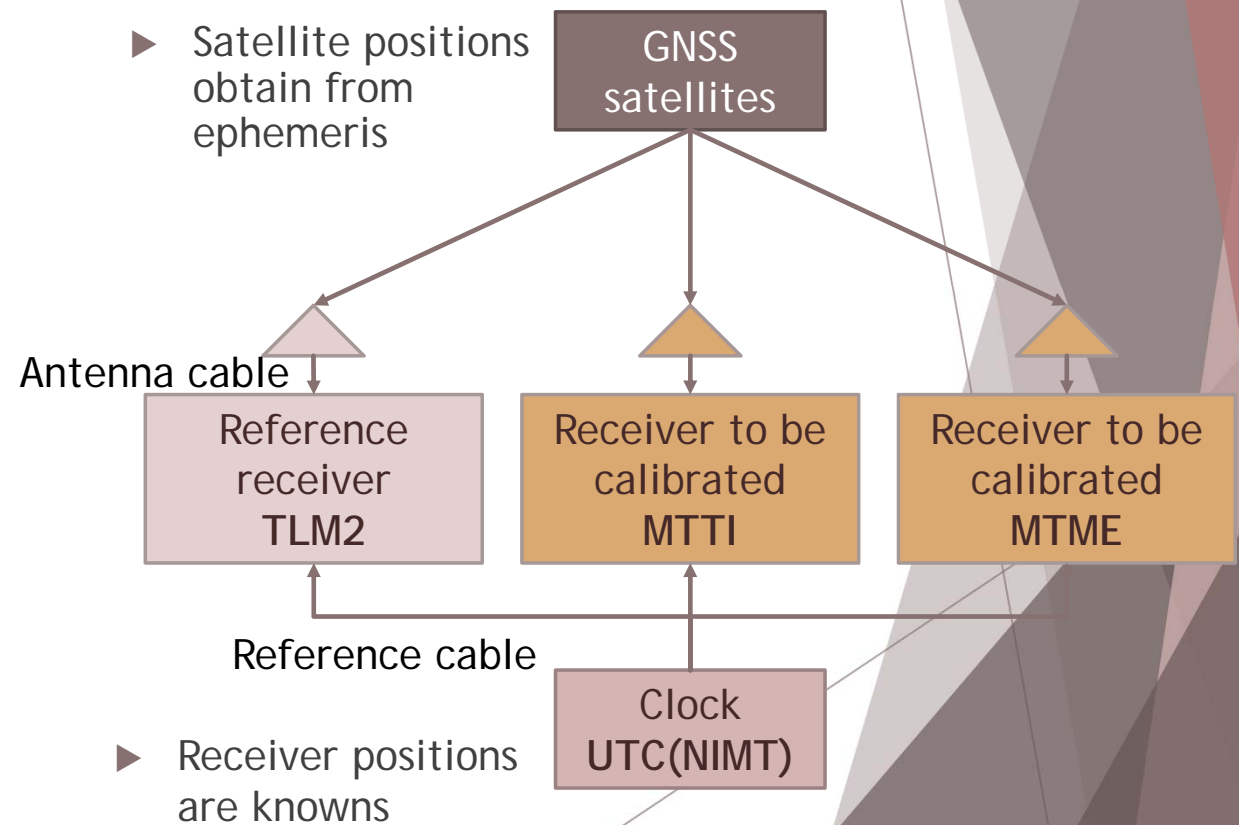 ▶ Satellite positions
obtain from
ephemeris
GNSS
satellites
Antenna cable
Reference
receiver
TLM2
Receiver to be
calibrated
MTTI
Receiver to be
calibrated
MTME
Reference cable
Clock
UTC(NIMT)
▶ Receiver positions
are knowns